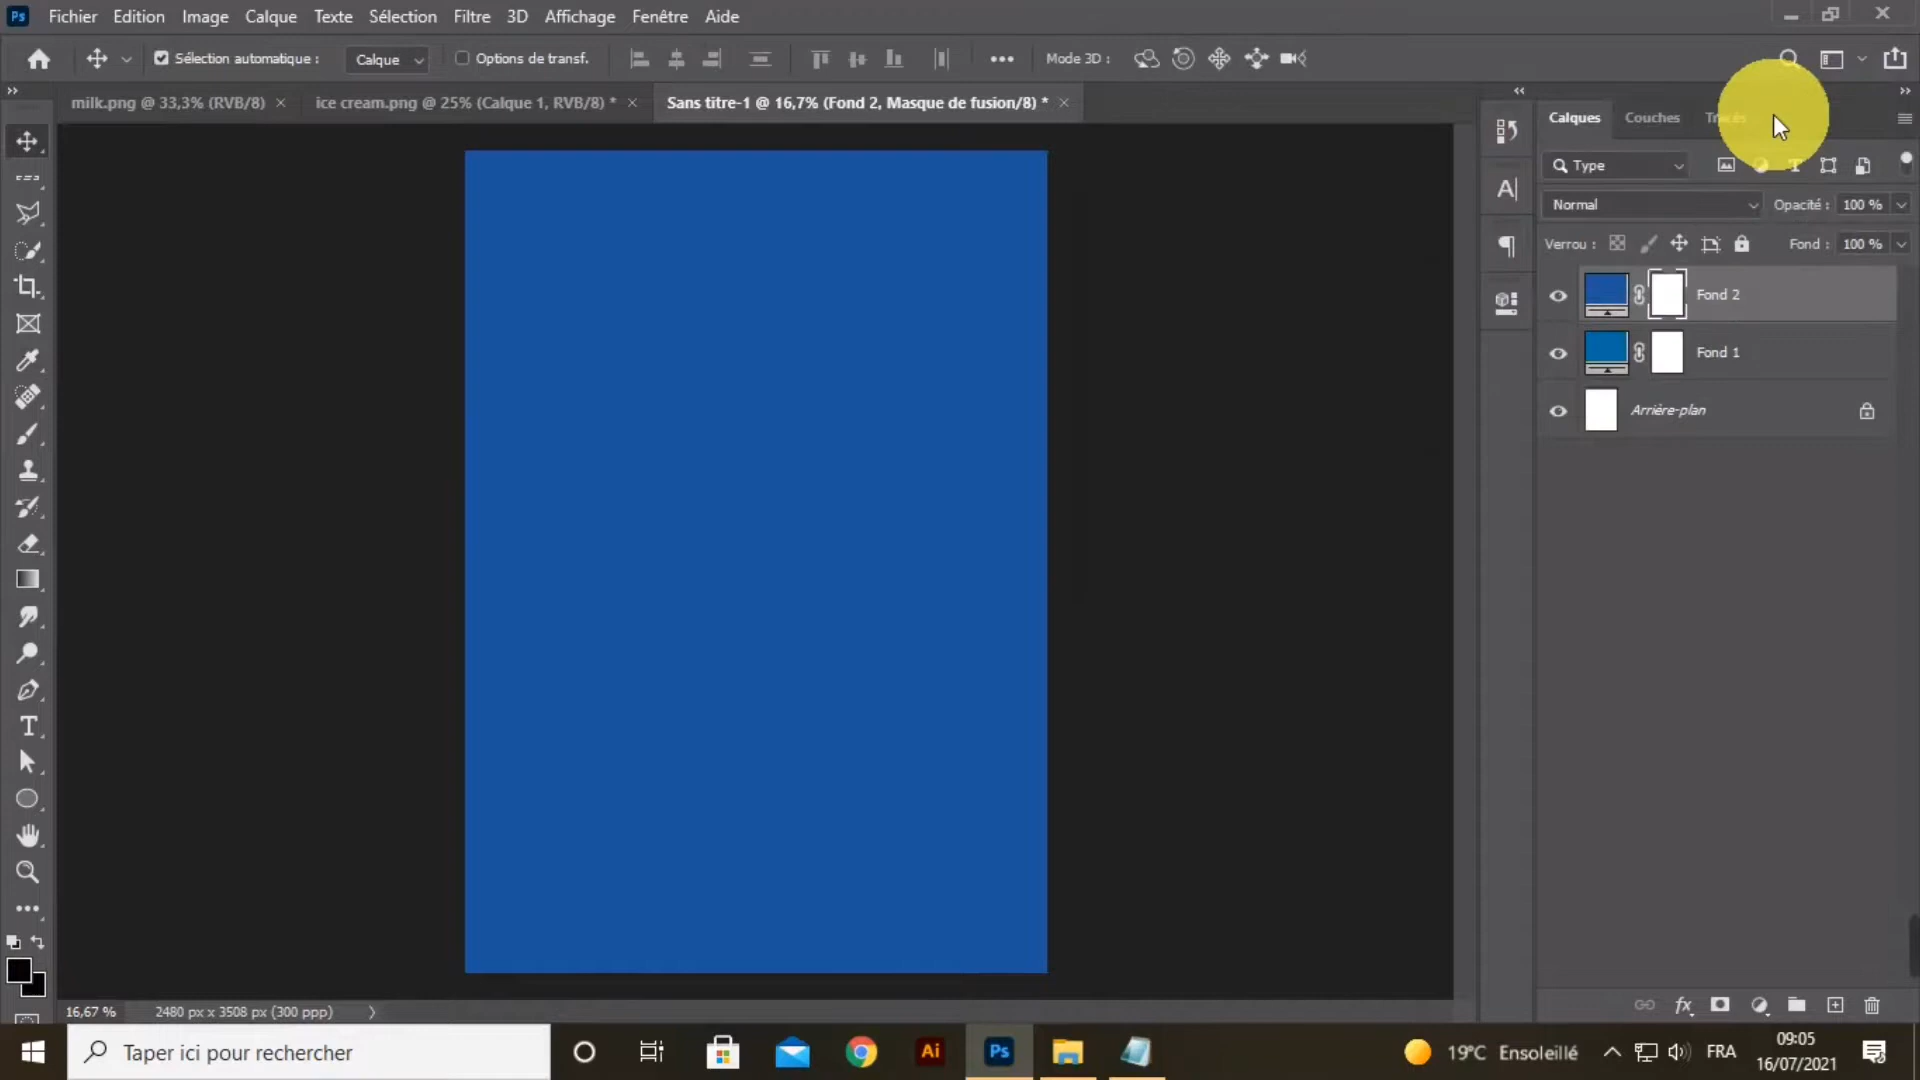 Ps Fichier Edition Image Calque Texte Sélection Filtre 3D Affichage Fenêtre Aide
Sélection automatique : Calque Options de transf. Mode 3D :
milk.png @ 33,3% (RVB/8) ice cream.png @ 25% (Calque 1, RVB/8) * Sans titre-1 @ 16,7% (Fond 2, Masque de fusion/8) *
Calques Couches Tracés
Type
Normal Opacité : 100 %
Verrou : Fond : 100 %
Fond 2
Fond 1
Arrière-plan
16,67 % 2480 px x 3508 px (300 ppp)
Taper ici pour rechercher Ai Ps 19°C Ensoleillé FRA 09:05
16/07/2021